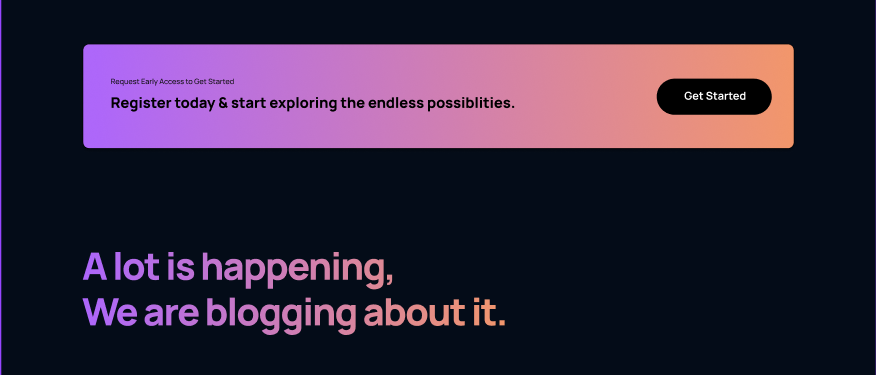 Request Early Access to Get Started
Register today & start exploring the endless possiblities.
Get Started
A lot is happening,
We are blogging about it.